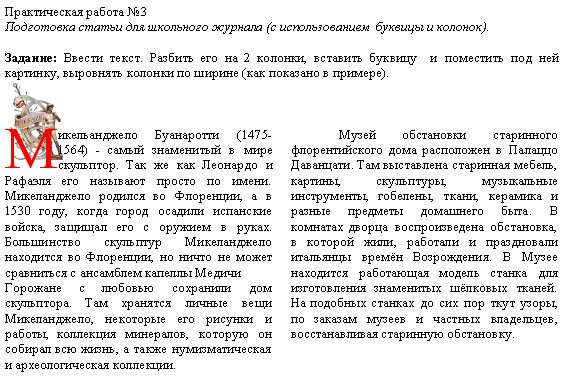 Практическая работа №3
Подготовка статьи для школьного журнала (с использованием буквицы и колонок).
Задание: Ввести текст. Разбить его на 2 колонки, вставить буквицу и поместить под ней
картинку, выровнять колонки по ширине (как показано в примере).
Микельанджело Буанаротти (1475-
1564) - самый знаменитый в мире
скульптор. Так же как Леонардо и
Рафаэля его называют просто по имени.
Микеланджело родился во Флоренции, а в
1530 году, когда город осадили испанские
войска, защищал его с оружием в руках.
Большинство скульптур Микеланджело
находится во Флоренции, но ничто не может
сравниться с ансамблем капеллы Медичи
Горожане с любовью сохранили дом
скульптора. Там хранятся личные вещи
Микеланджело, некоторые его рисунки и
работы, коллекция минералов, которую он
собирал всю жизнь, а также нумизматическая
и археологическая коллекции.
Музей обстановки старинного
флорентийского дома расположен в Палаццо
Даванцати. Там выставлена старинная мебель,
картины, скульптуры, музыкальные
инструменты, гобелены, ткани, керамика и
разные предметы домашнего быта. В
комнатах дворца воспроизведена обстановка,
в которой жили, работали и праздновали
итальянцы времён Возрождения. В Музее
находится работающая модель станка для
изготовления знаменитых шёлковых тканей.
На подобных станках до сих пор ткут узоры,
по заказам музеев и частных владельцев,
восстанавливая старинную обстановку.